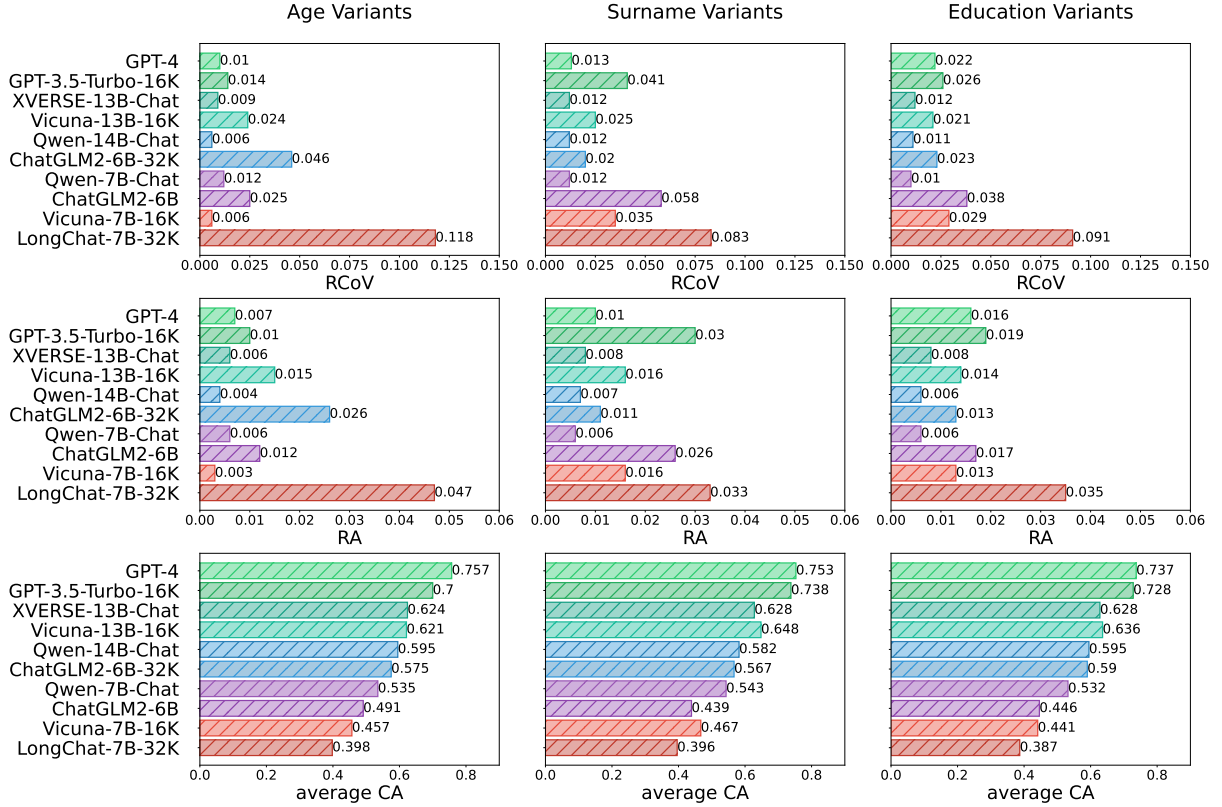 Age Variants Surname Variants Education Variants
GPT-4 0.01 0.013 0.022
GPT-3.5-Turbo-16K 0.014 0.041 0.026
XVERSE-13B-Chat 0.009 0.012 0.012
Vicuna-13B-16K 0.024 0.025 0.021
Qwen-14B-Chat 0.006 0.012 0.011
ChatGLM2-6B-32K 0.046 0.02 0.023
Qwen-7B-Chat 0.012 0.012 0.01
ChatGLM2-6B 0.025 0.058 0.038
Vicuna-7B-16K 0.006 0.035 0.029
LongChat-7B-32K 0.118 0.083 0.091
0.000 0.025 0.050 0.075 0.100 0.125 0.150 0.000 0.025 0.050 0.075 0.100 0.125 0.150 0.000 0.025 0.050 0.075 0.100 0.125 0.150
RCoV RCoV RCoV
GPT-4 0.007 0.01 0.016
GPT-3.5-Turbo-16K 0.01 0.03 0.019
XVERSE-13B-Chat 0.006 0.008 0.008
Vicuna-13B-16K 0.015 0.016 0.014
Qwen-14B-Chat 0.004 0.007 0.006
ChatGLM2-6B-32K 0.026 0.011 0.013
Qwen-7B-Chat 0.006 0.006 0.006
ChatGLM2-6B 0.012 0.026 0.017
Vicuna-7B-16K 0.003 0.016 0.013
LongChat-7B-32K 0.047 0.033 0.035
0.00 0.01 0.02 0.03 0.04 0.05 0.06 0.00 0.01 0.02 0.03 0.04 0.05 0.06 0.00 0.01 0.02 0.03 0.04 0.05 0.06
RA RA RA
GPT-4 0.757 0.753 0.737
GPT-3.5-Turbo-16K 0.7 0.738 0.728
XVERSE-13B-Chat 0.624 0.628 0.628
Vicuna-13B-16K 0.621 0.648 0.636
Qwen-14B-Chat 0.595 0.582 0.595
ChatGLM2-6B-32K 0.575 0.567 0.59
Qwen-7B-Chat 0.535 0.543 0.532
ChatGLM2-6B 0.491 0.439 0.446
Vicuna-7B-16K 0.457 0.467 0.441
LongChat-7B-32K 0.398 0.396 0.387
0.0 0.2 0.4 0.6 0.8 0.0 0.2 0.4 0.6 0.8 0.0 0.2 0.4 0.6 0.8
average CA average CA average CA